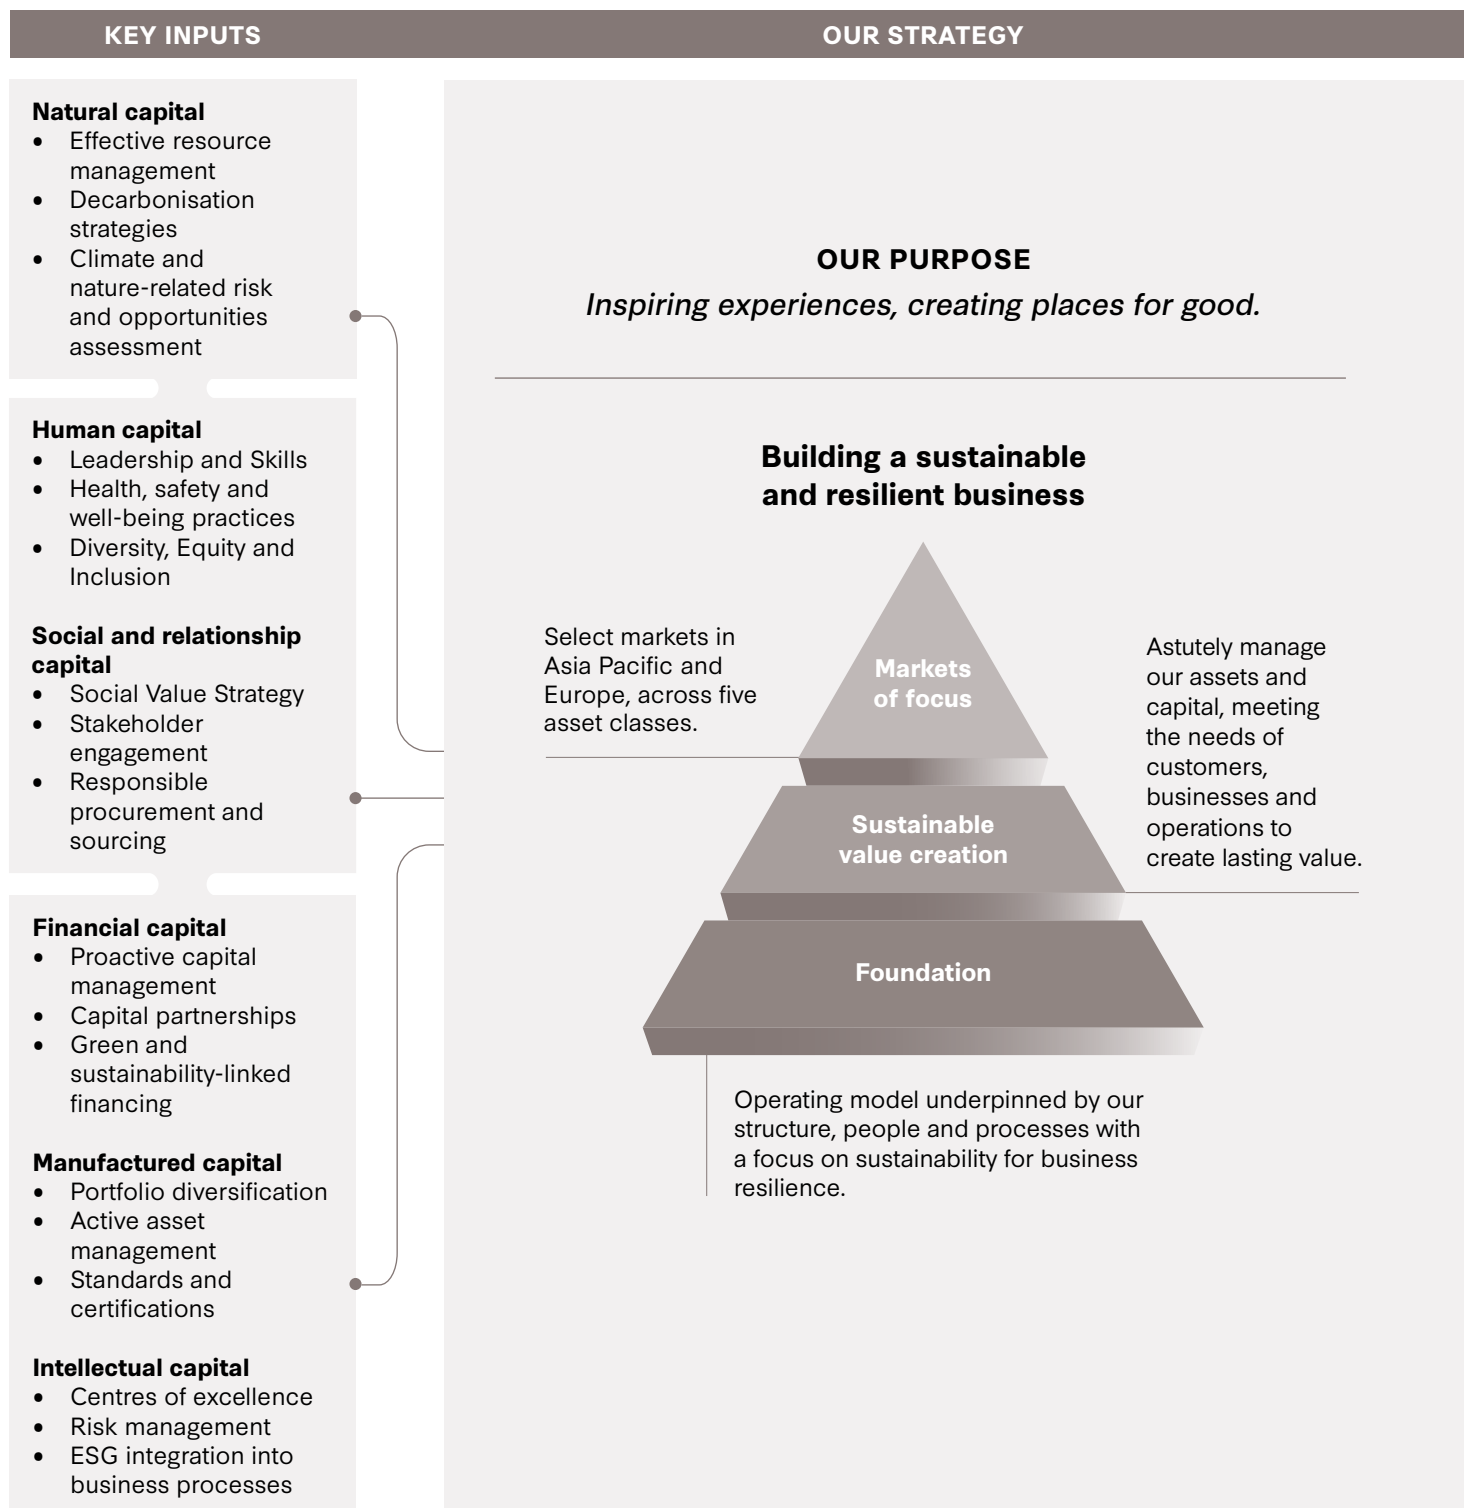 KEY INPUTS
OUR STRATEGY
Natural capital
• Effective resource
management
• Decarbonisation
strategies
• Climate and
nature-related risk
and opportunities
assessment
Human capital
• Leadership and Skills
• Health, safety and
well-being practices
• Diversity, Equity and
Inclusion
Social and relationship
capital
• Social Value Strategy
• Stakeholder
engagement
• Responsible
procurement and
sourcing
Financial capital
• Proactive capital
management
• Capital partnerships
• Green and
sustainability-linked
financing
Manufactured capital
• Portfolio diversification
• Active asset
management
• Standards and
certifications
Intellectual capital
• Centres of excellence
• Risk management
• ESG integration into
business processes
OUR PURPOSE
Inspiring experiences, creating places for good.
Building a sustainable
and resilient business
Select markets in
Asia Pacific and
Europe, across five
asset classes.
Markets
of focus
Astutely manage
our assets and
capital, meeting
the needs of
customers,
businesses and
operations to
create lasting value.
Sustainable
value creation
Foundation
Operating model underpinned by our
structure, people and processes with
a focus on sustainability for business
resilience.